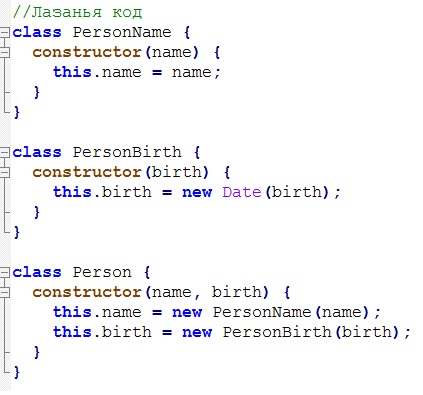 //Лазанья код
class PersonName {
  constructor(name) {
    this.name = name;
  }
}

class PersonBirth {
  constructor(birth) {
    this.birth = new Date(birth);
  }
}

class Person {
  constructor(name, birth) {
    this.name = new PersonName(name);
    this.birth = new PersonBirth(birth);
  }
}